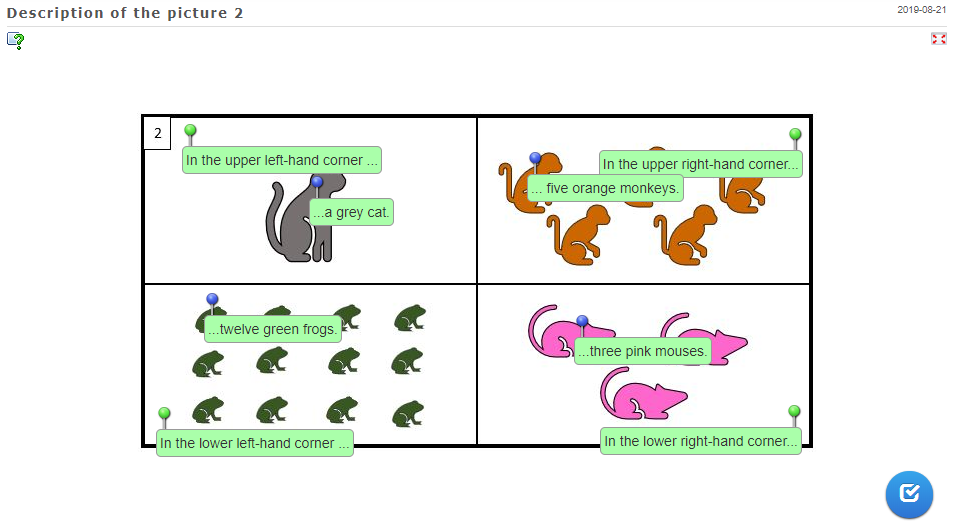 Description of the picture 2
2019-08-21
2
In the upper left-hand corner ...
...a grey cat.
In the upper right-hand corner...
... five orange monkeys.
...twelve green frogs.
In the lower left-hand corner ...
...three pink mouses.
In the lower right-hand corner...